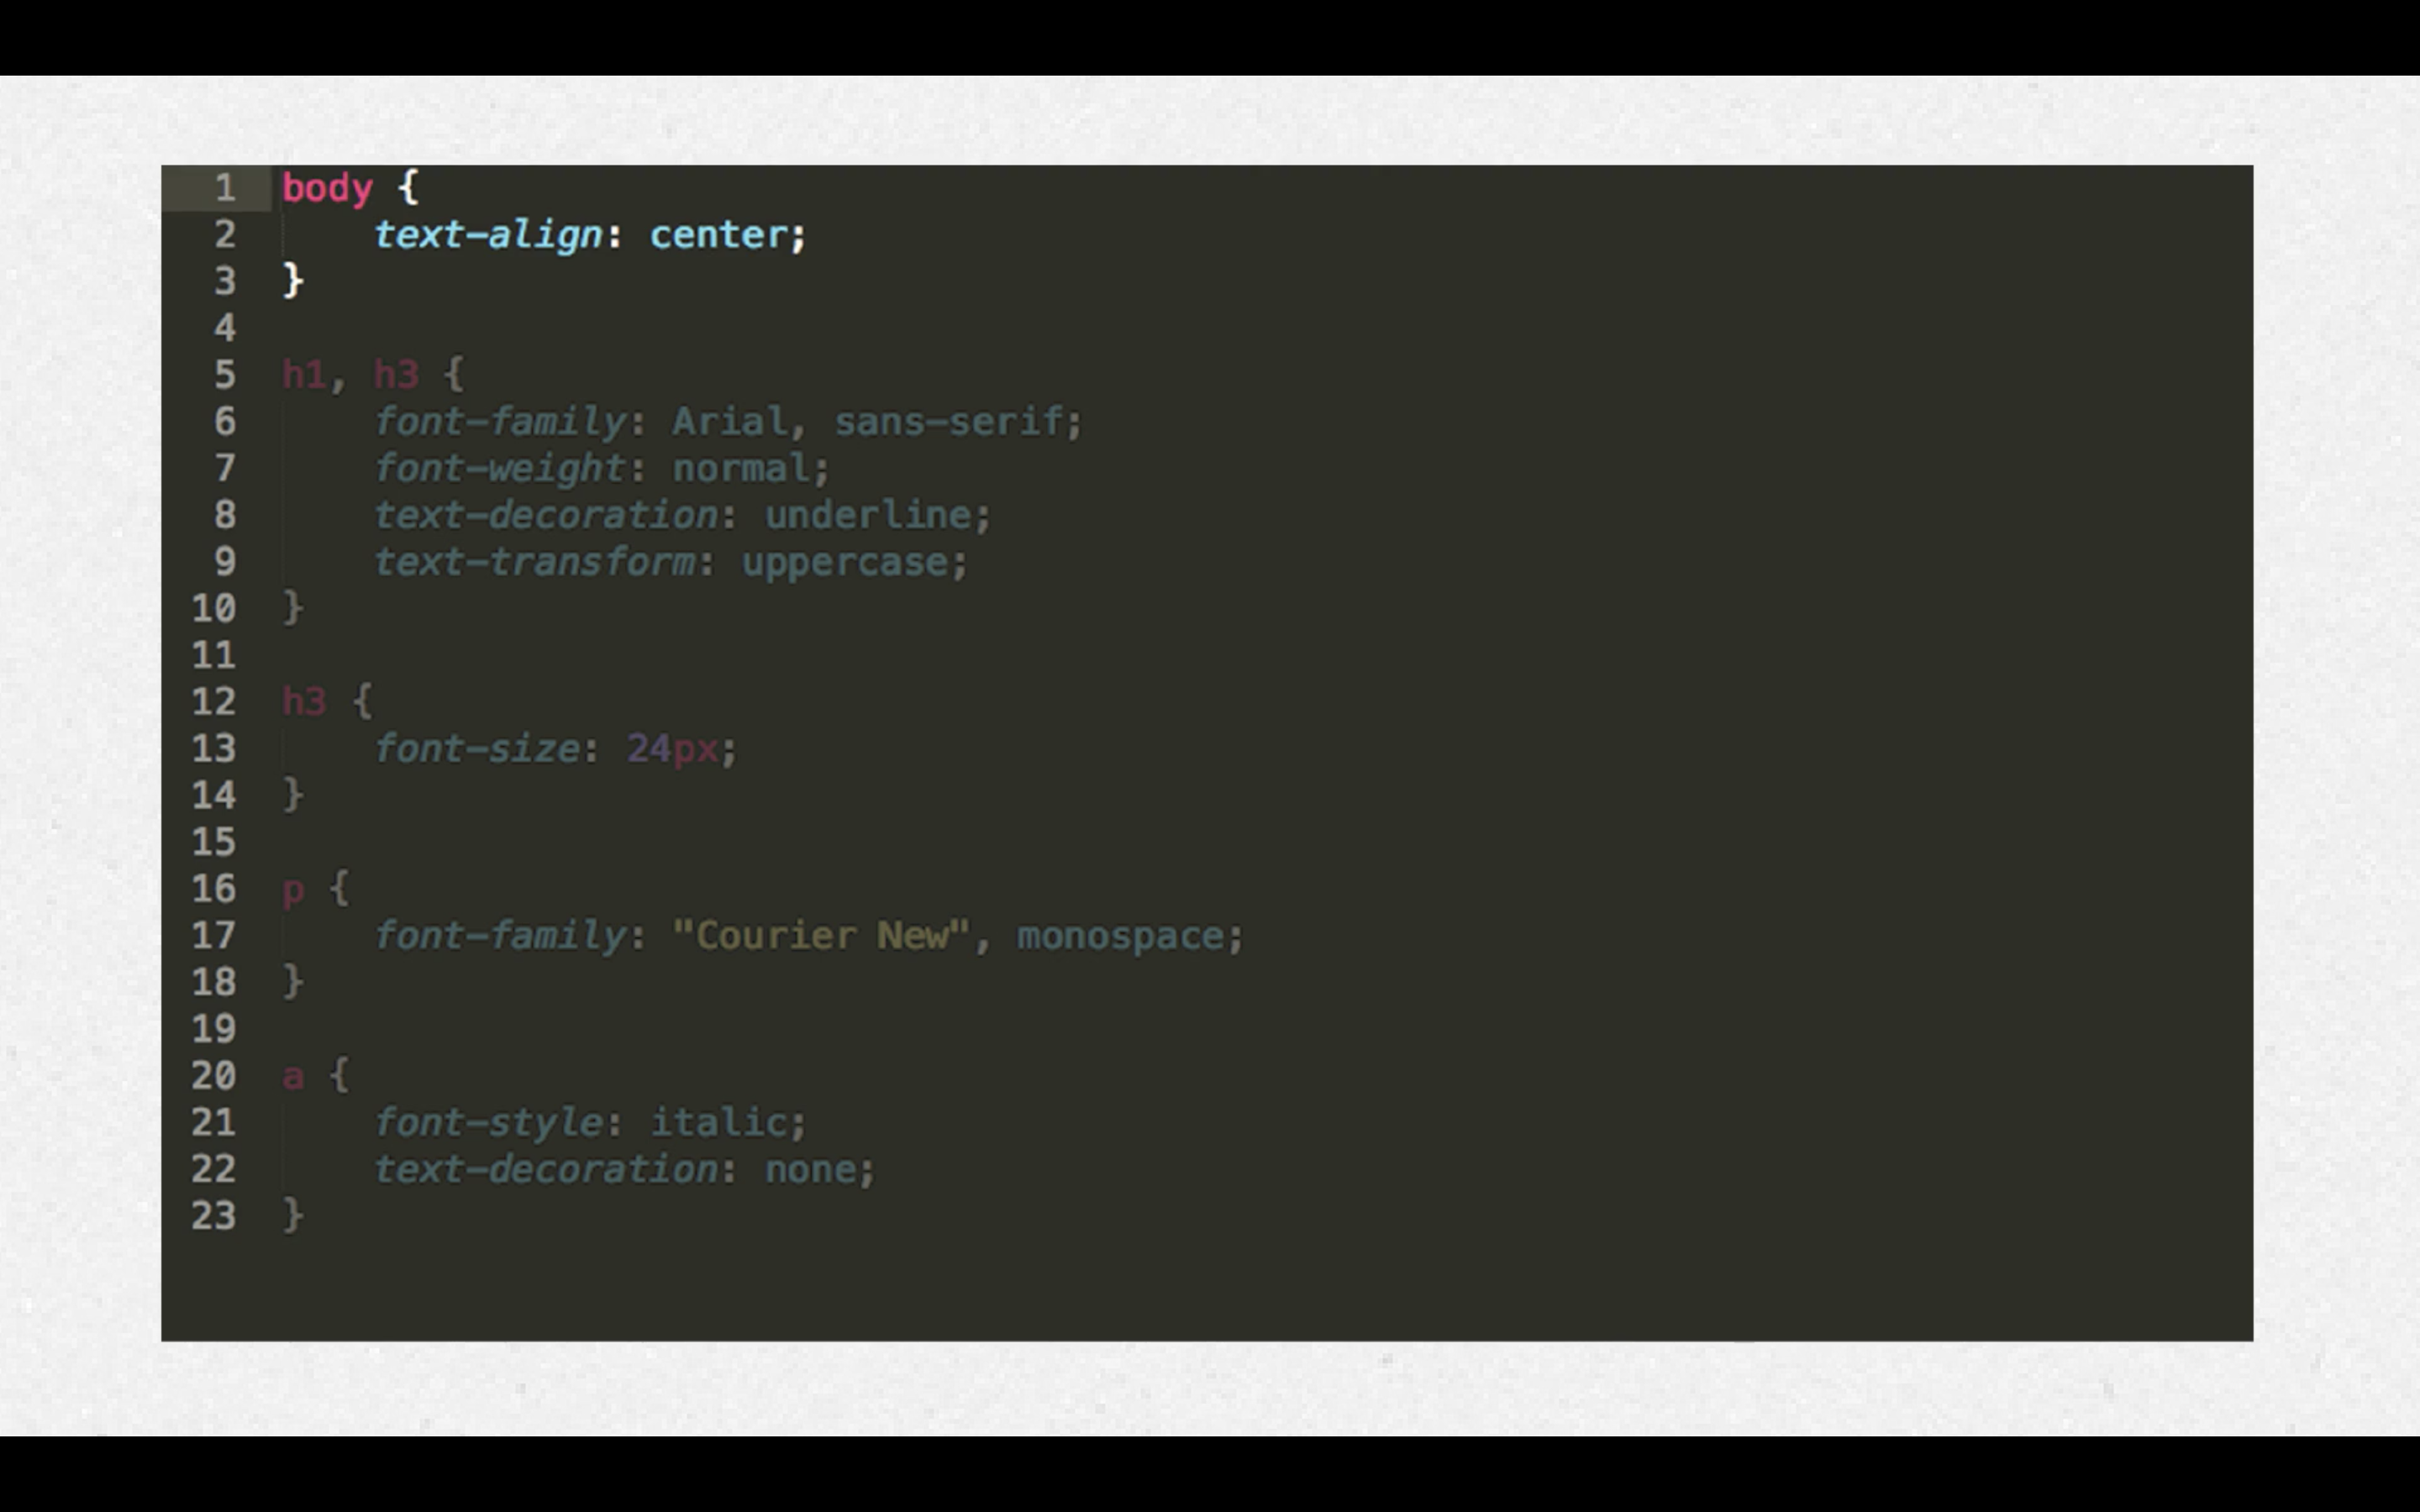 1 body {
2 text-align: center;
3 }
4
5 h1, h3 {
6 font-family: Arial, sans-serif;
7 font-weight: normal;
8 text-decoration: underline;
9 text-transform: uppercase;
10 }
11
12 h3 {
13 font-size: 24px;
14 }
15
16 p {
17 font-family: "Courier New", monospace;
18 }
19
20 a {
21 font-style: italic;
22 text-decoration: none;
23 }